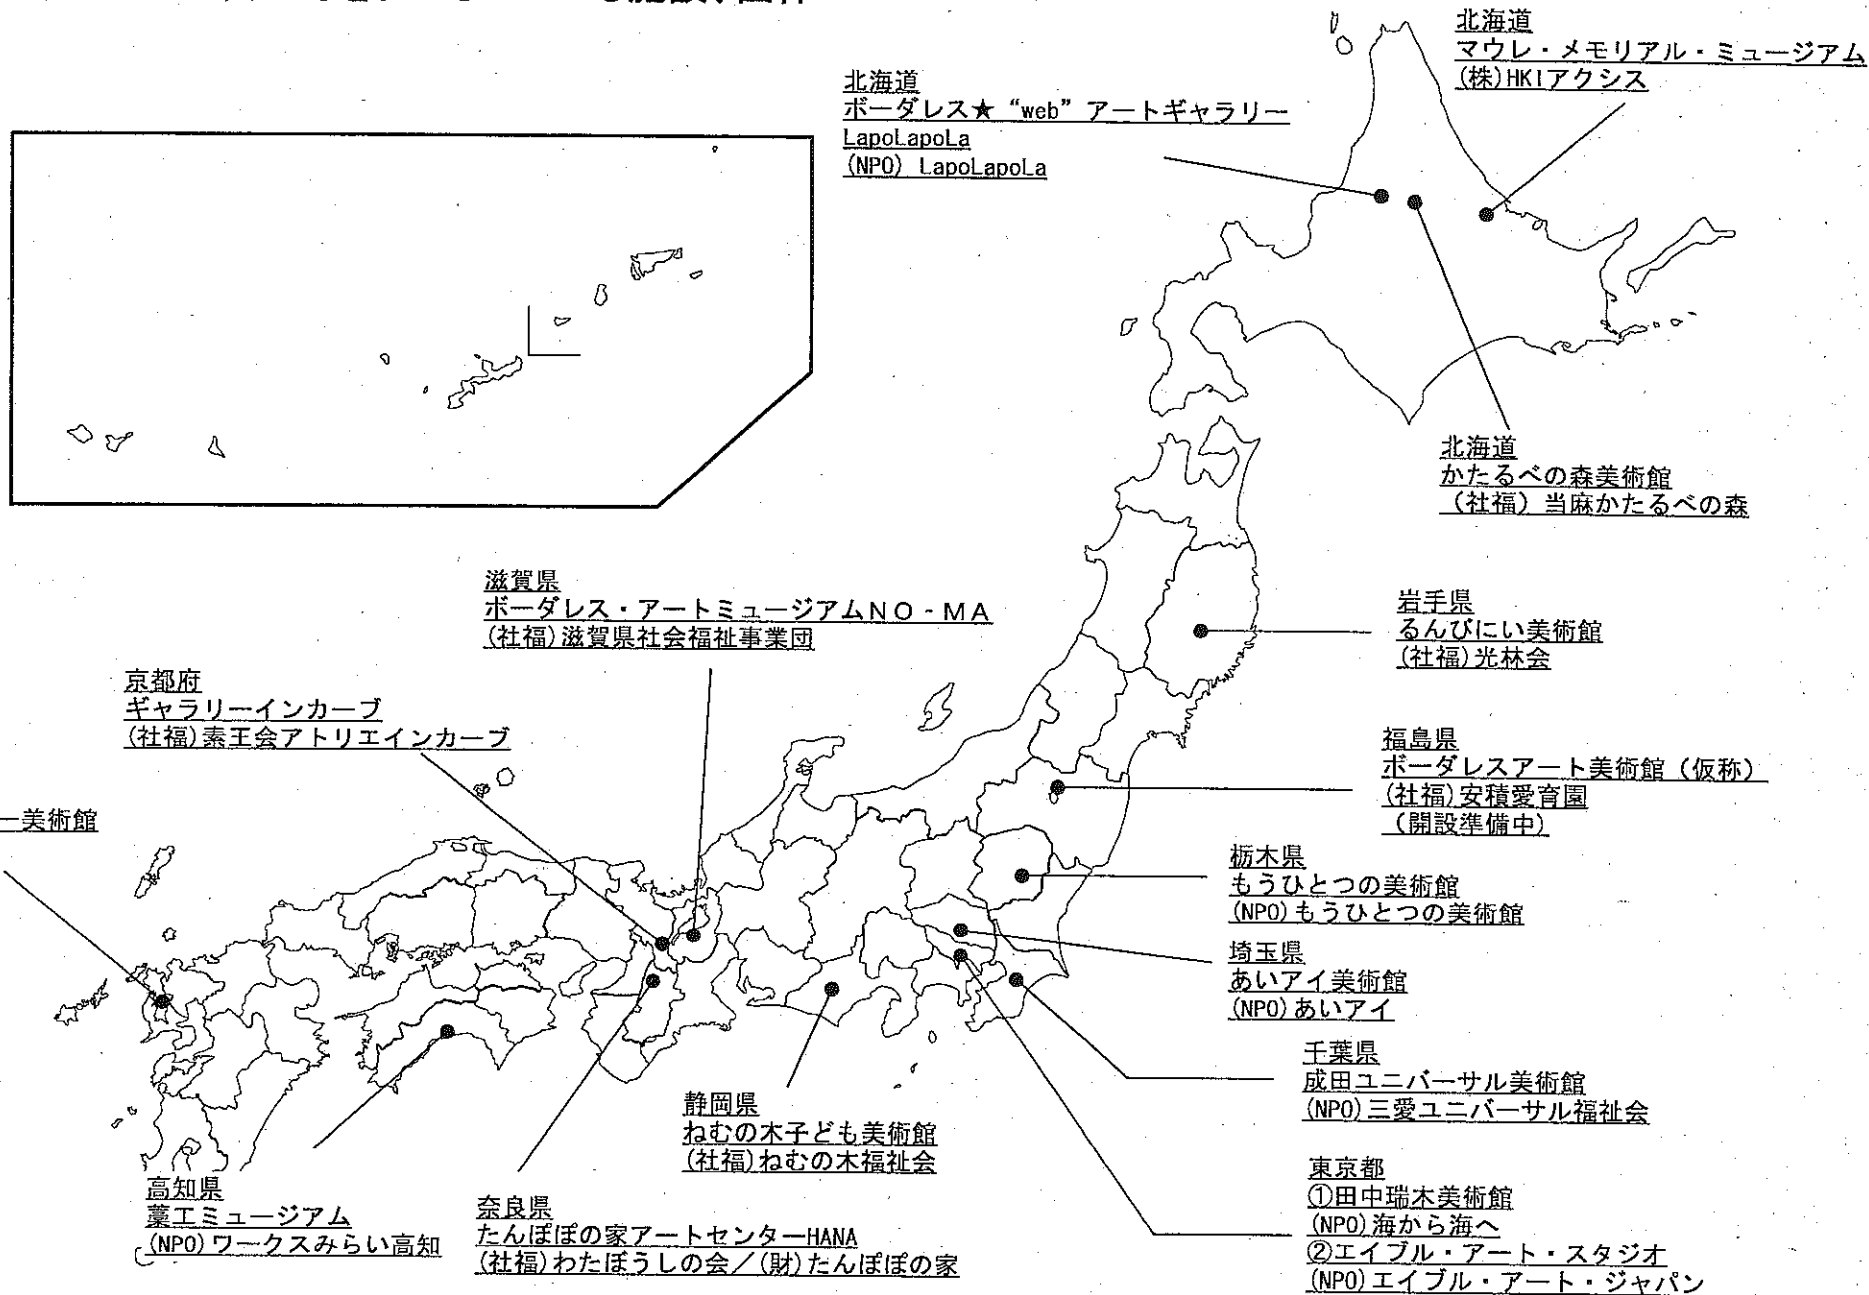 施設、団体
北海道
マウレ・メモリアル・ミュージアム
(株)HKIアクシス
北海道
ボーダレス★“web”アートギャラリー
LapoLapoLa
(NPO) LapoLapoLa
北海道
かたるべの森美術館
(社福) 当麻かたるべの森
岩手県
るんびにい美術館
(社福)光林会
滋賀県
ボーダレス・アートミュージアムNO-MA
(社福)滋賀県社会福祉事業団
京都府
ギャラリーインカーブ
(社福)素王会アトリエインカーブ
福島県
ボーダレスアート美術館（仮称）
(社福)安積愛育園
（開設準備中）
ー美術館
栃木県
もうひとつの美術館
(NPO)もうひとつの美術館
埼玉県
あいアイ美術館
(NPO)あいアイ
千葉県
成田ユニバーサル美術館
(NPO)三愛ユニバーサル福祉会
静岡県
ねむの木子ども美術館
(社福)ねむの木福祉会
東京都
①田中瑞木美術館
(NPO)海から海へ
②エイブル・アート・スタジオ
(NPO)エイブル・アート・ジャパン
高知県
藁工ミュージアム
(NPO)ワークスみらい高知
奈良県
たんぽぽの家アートセンターHANA
(社福)わたぼうしの会／(財)たんぽぽの家